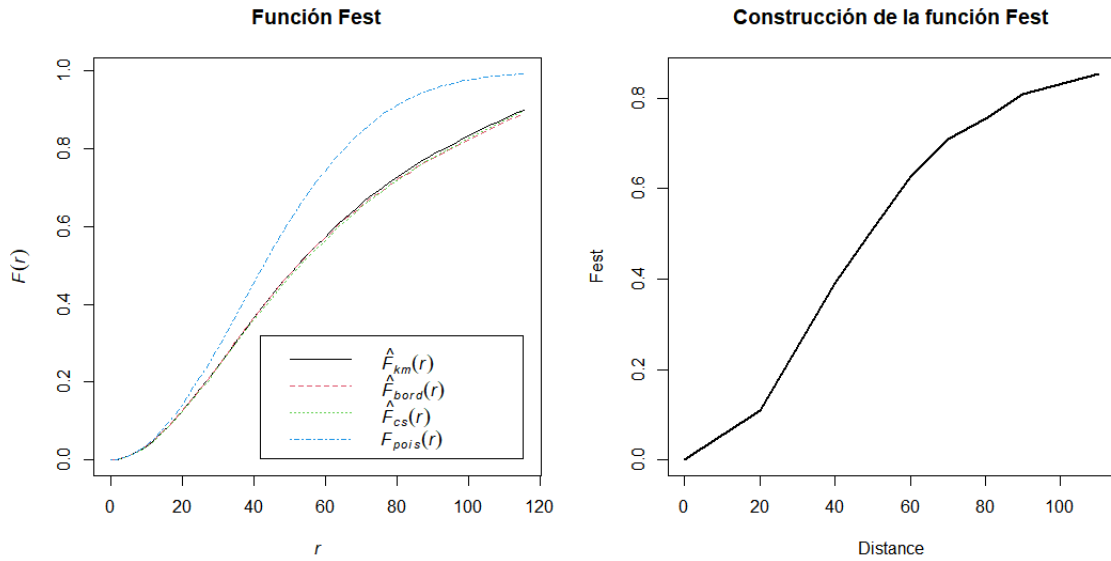 Función Fest
F(r)
0.0 0.2 0.4 0.6 0.8 1.0
F̂km(r)
F̂bord(r)
F̂cs(r)
Fpois(r)
0 20 40 60 80 100 120
r
Construcción de la función Fest
Fest
0.0 0.2 0.4 0.6 0.8
0 20 40 60 80 100
Distance